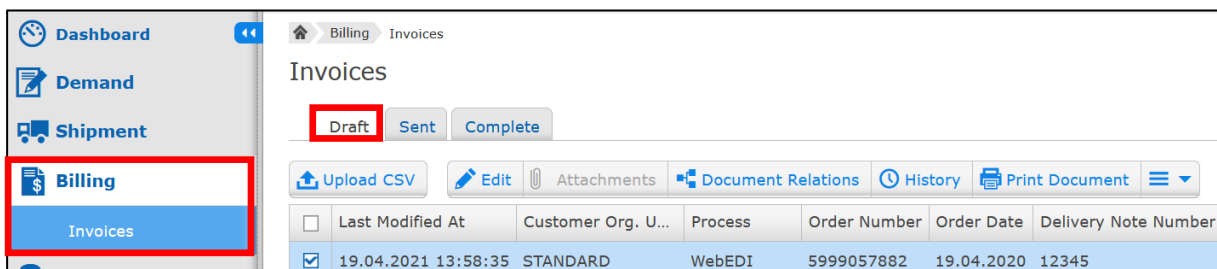 Dashboard
Demand
Shipment
Billing
Invoices
Billing Invoices
Invoices
Draft Sent Complete
Upload CSV Edit Attachments Document Relations History Print Document
Last Modified At Customer Org. U... Process Order Number Order Date Delivery Note Number
19.04.2021 13:58:35 STANDARD WebEDI 5999057882 19.04.2020 12345